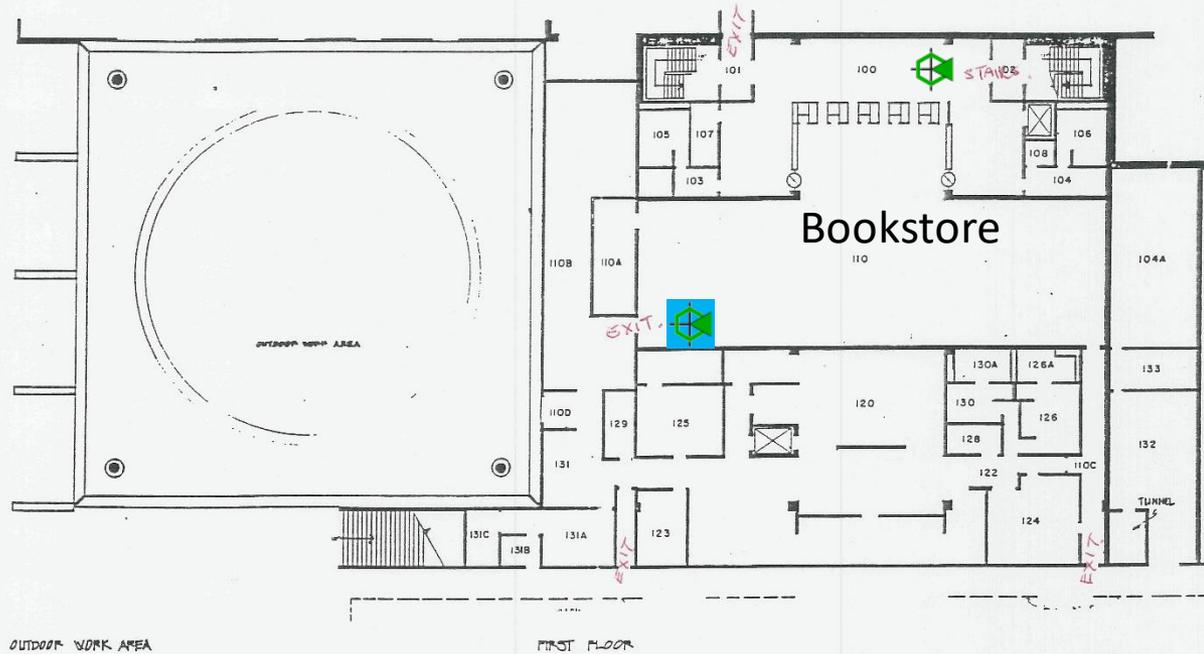 EXIT
101
100
STAIRS.
102
105
107
106
108
103
104
Bookstore
110B
110A
110
104A
EXIT.
OUTDOOR WORK AREA
130A
126A
133
110D
129
125
120
130
126
128
131
122
110C
132
TUNNEL
131C
131B
131A
123
124
EXIT
EXIT
OUTDOOR WORK AREA
FIRST FLOOR